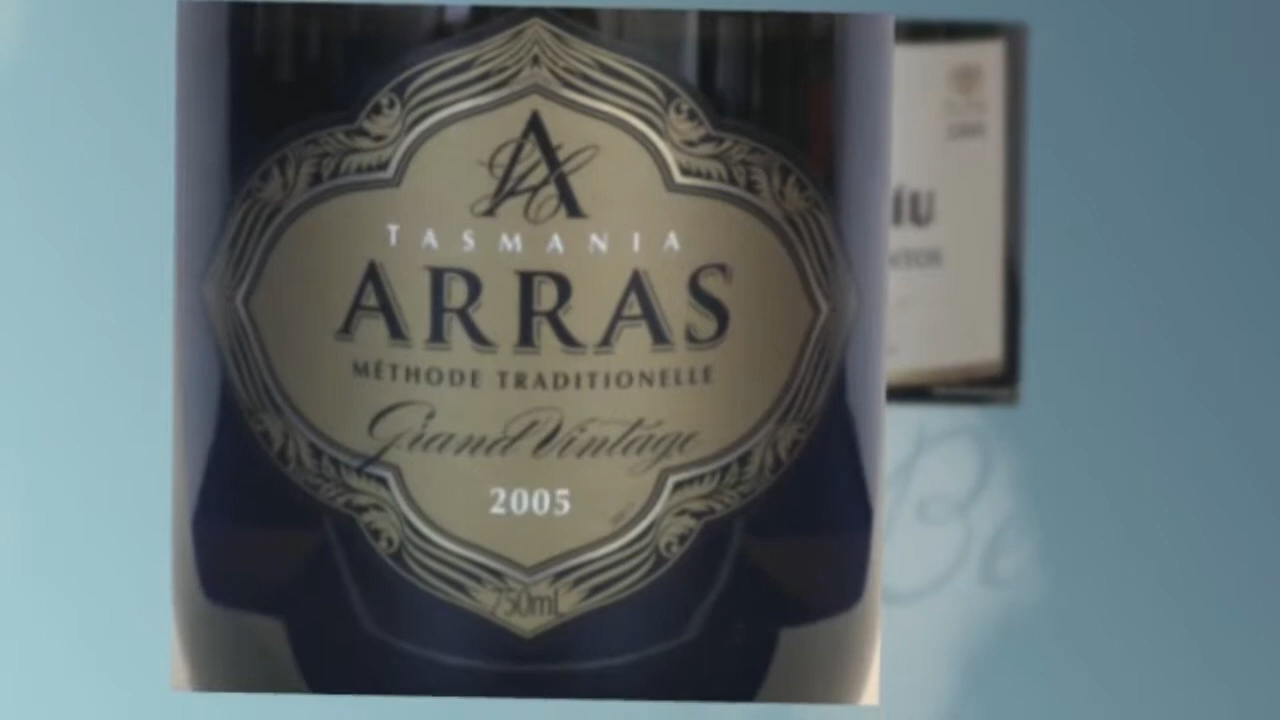 TASMANIA
ARRAS
MÉTHODE TRADITIONELLE
Grand Vintage
2005
750mL